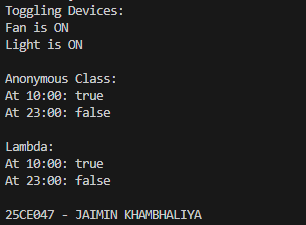 Toggling Devices:
Fan is ON
Light is ON
Anonymous Class:
At 10:00: true
At 23:00: false
Lambda:
At 10:00: true
At 23:00: false
25CE047 - JAIMIN KHAMBHALIYA